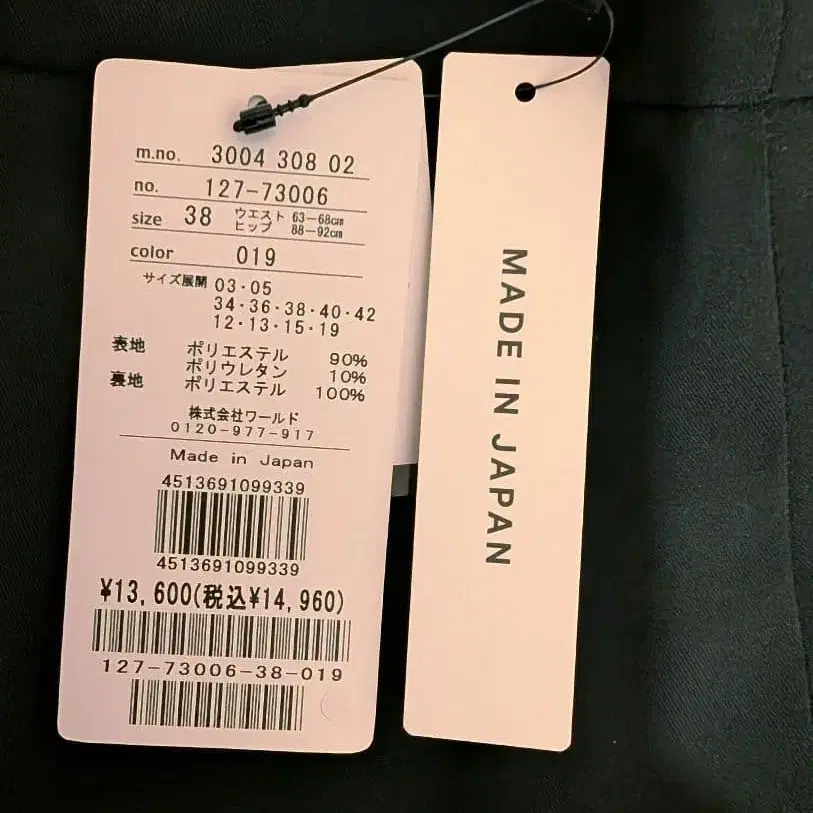 m.no. 3004 308 02
no. 127-73006
size 38 ウエスト 63-68cm
ヒップ 88-92cm
color 019
サイズ展開 03・05
34・36・38・40・42
12・13・15・19
表地 ポリエステル 90%
ポリウレタン 10%
裏地 ポリエステル 100%
株式会社ワールド
0120-977-917
Made in Japan
4513691099339
4513691099339
¥13,600(税込¥14,960)
127-73006-38-019
MADE IN JAPAN